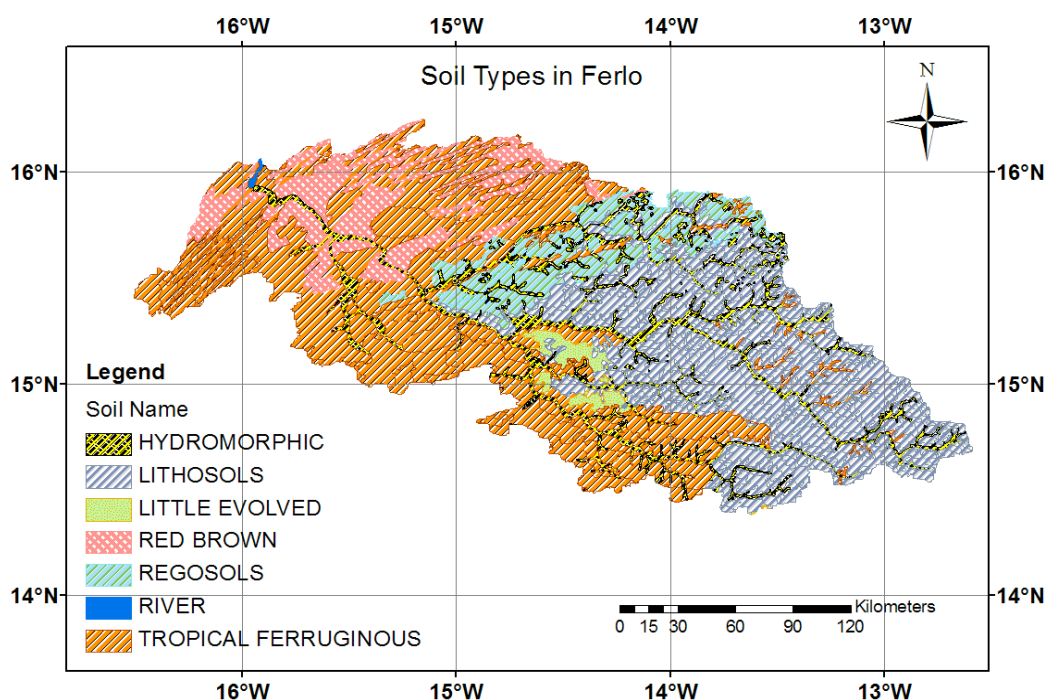 16°W 15°W 14°W 13°W
Soil Types in Ferlo
N
16°N 16°N
15°N 15°N
Legend
Soil Name
HYDROMORPHIC
LITHOSOLS
LITTLE EVOLVED
RED BROWN
REGOSOLS
RIVER
TROPICAL FERRUGINOUS
14°N 14°N
Kilometers
0 15 30 60 90 120
16°W 15°W 14°W 13°W